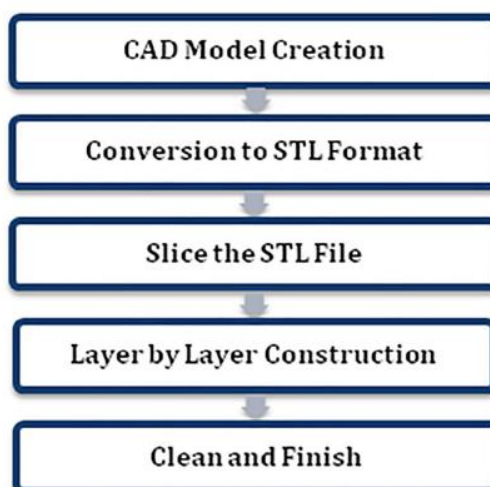 CAD Model Creation
Conversion to STL Format
Slice the STL File
Layer by Layer Construction
Clean and Finish